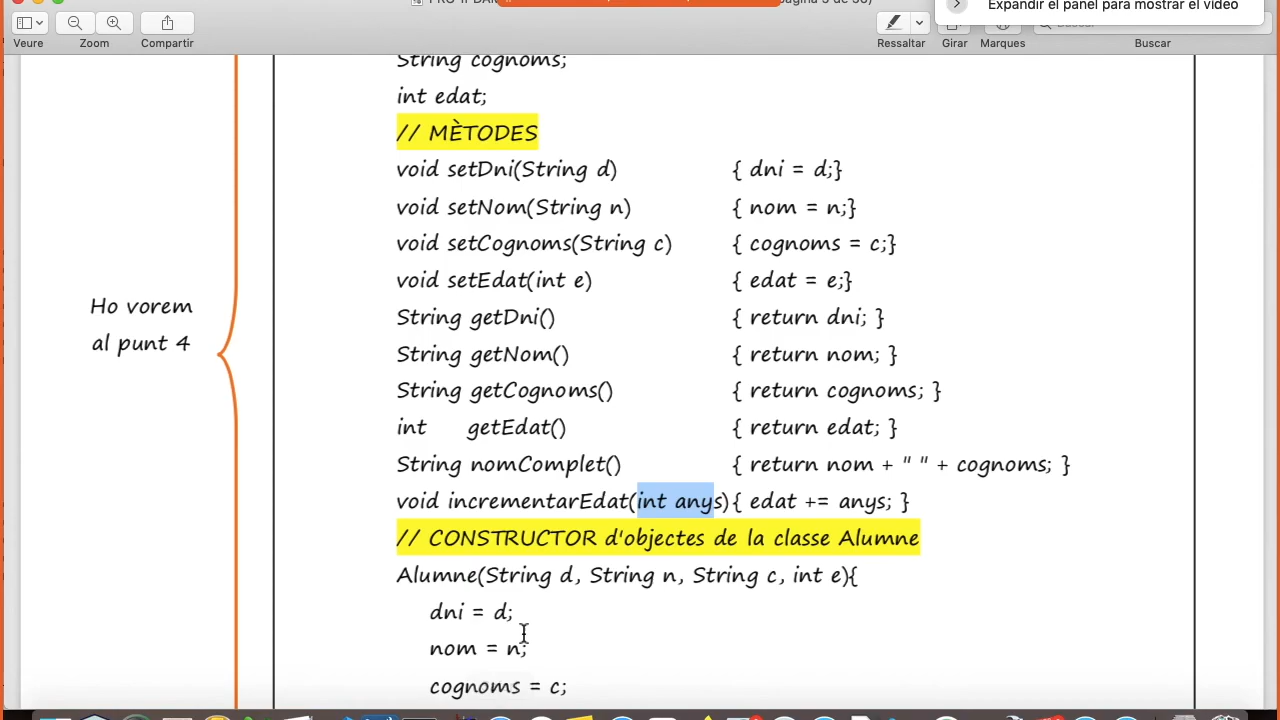 Expandir el panel para mostrar el vídeo
Veure
Zoom
Compartir
Ressaltar
Girar
Marques
Buscar
String cognoms;
int edat;
// MÈTODES
void setDni(String d) { dni = d;}
void setNom(String n) { nom = n;}
void setCognoms(String c) { cognoms = c;}
void setEdat(int e) { edat = e;}
String getDni() { return dni; }
String getNom() { return nom; }
String getCognoms() { return cognoms; }
int getEdat() { return edat; }
String nomComplet() { return nom + " " + cognoms; }
void incrementarEdat(int anys){ edat += anys; }
// CONSTRUCTOR d'objectes de la classe Alumne
Alumne(String d, String n, String c, int e){
dni = d;
nom = n;
cognoms = c;
Ho vorem
al punt 4